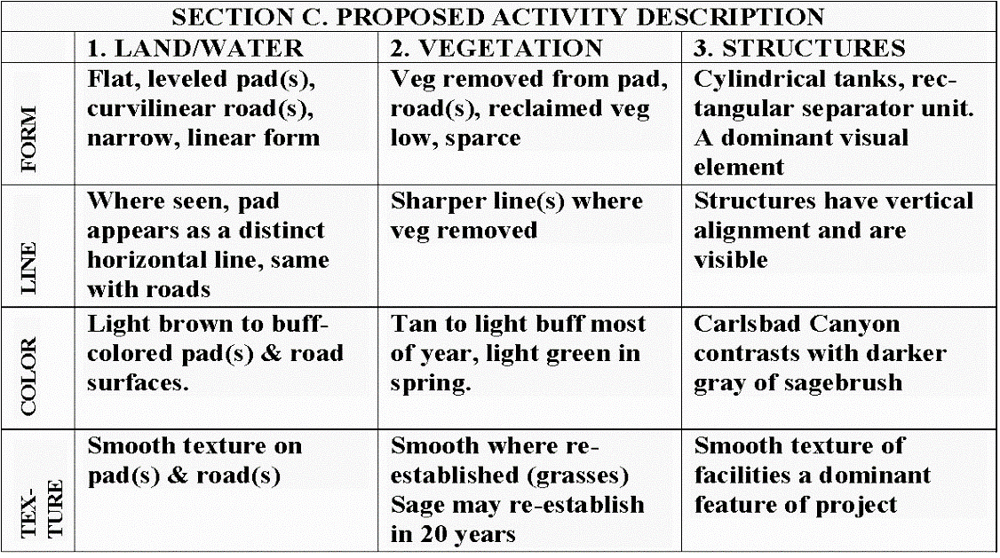 SECTION C. PROPOSED ACTIVITY DESCRIPTION
1. LAND/WATER
2. VEGETATION
3. STRUCTURES
FORM
Flat, leveled pad(s),
curvilinear road(s),
narrow, linear form
Veg removed from pad,
road(s), reclaimed veg
low, sparce
Cylindrical tanks, rec-
tangular separator unit.
A dominant visual
element
LINE
Where seen, pad
appears as a distinct
horizontal line, same
with roads
Sharper line(s) where
veg removed
Structures have vertical
alignment and are
visible
COLOR
Light brown to buff-
colored pad(s) & road
surfaces.
Tan to light buff most
of year, light green in
spring.
Carlsbad Canyon
contrasts with darker
gray of sagebrush
TEX-
TURE
Smooth texture on
pad(s) & road(s)
Smooth where re-
established (grasses)
Sage may re-establish
in 20 years
Smooth texture of
facilities a dominant
feature of project